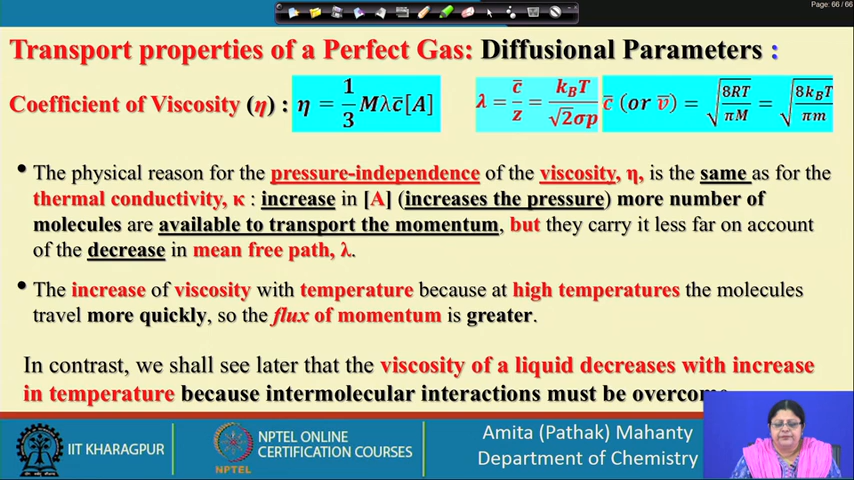 Page: 66 / 66
Transport properties of a Perfect Gas: Diffusional Parameters :
Coefficient of Viscosity (η) : η = 1/3 Mλc̄[A] λ = c̄/z = k_BT/√2σp c̄ (or v̄) = √(8RT/πM) = √(8k_BT/πm)
• The physical reason for the pressure-independence of the viscosity, η, is the same as for the
thermal conductivity, κ : increase in [A] (increases the pressure) more number of
molecules are available to transport the momentum, but they carry it less far on account
of the decrease in mean free path, λ.
• The increase of viscosity with temperature because at high temperatures the molecules
travel more quickly, so the flux of momentum is greater.
In contrast, we shall see later that the viscosity of a liquid decreases with increase
in temperature because intermolecular interactions must be
IIT KHARAGPUR
NPTEL
NPTEL ONLINE
CERTIFICATION COURSES
Amita (Pathak) Mahanty
Department of Chemistry